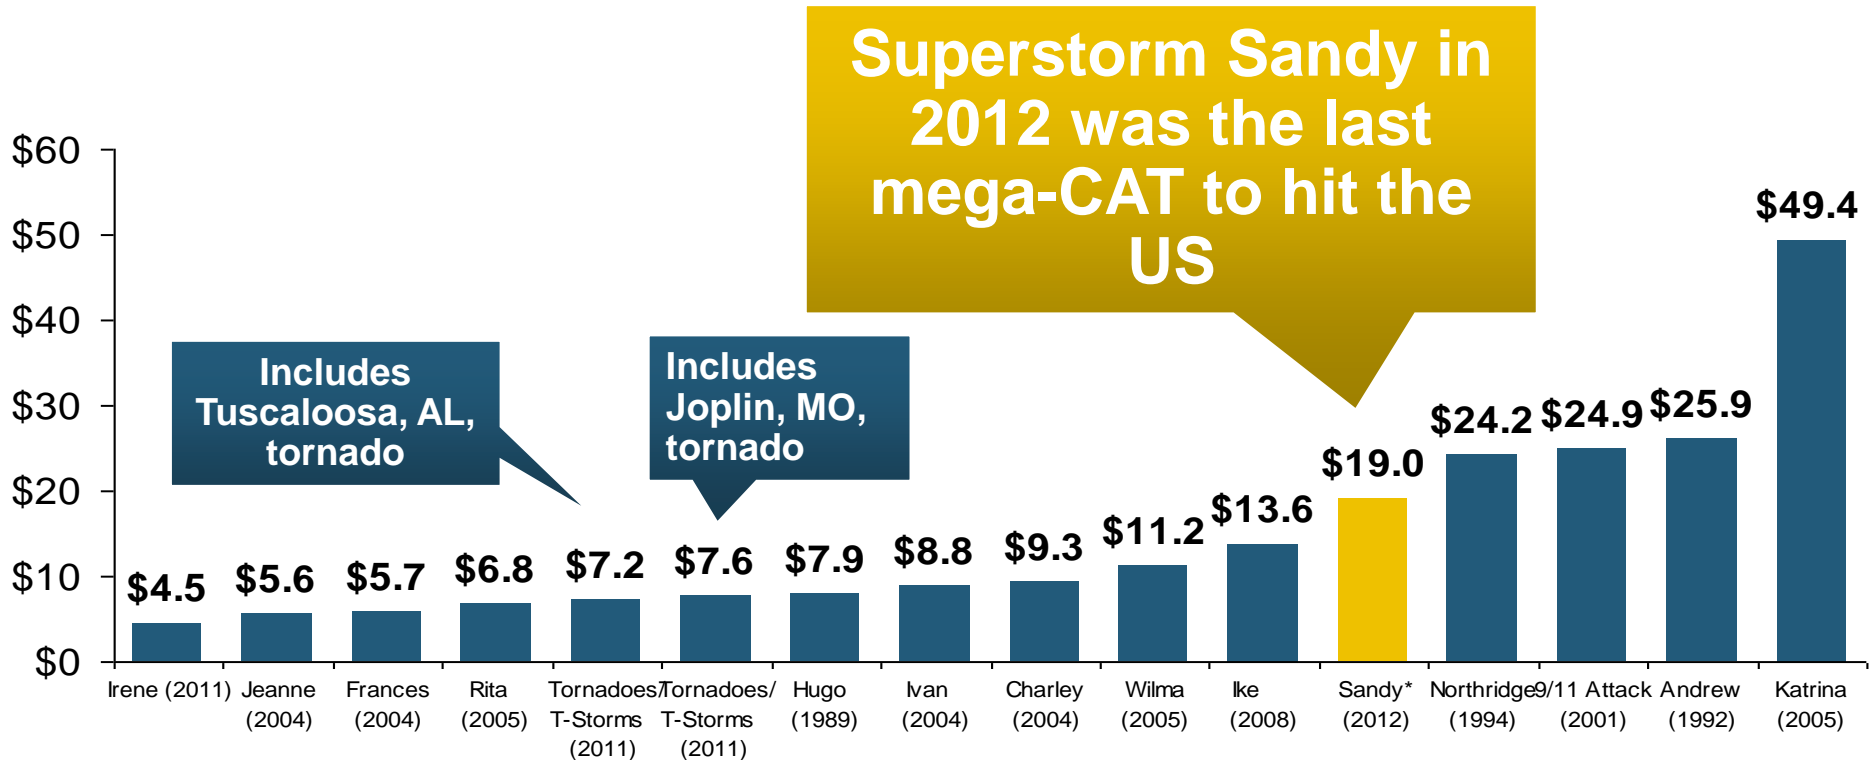 Superstorm Sandy in
2012 was the last
mega-CAT to hit the
US
$60
$50
$40
$30
$20
$10
$0
Includes
Tuscaloosa, AL,
tornado
Includes
Joplin, MO,
tornado
$4.5
$5.6
$5.7
$6.8
$7.2
$7.6
$7.9
$8.8
$9.3
$11.2
$13.6
$19.0
$24.2
$24.9
$25.9
$49.4
Irene (2011)
Jeanne
(2004)
Frances
(2004)
Rita
(2005)
Tornadoes/
T-Storms
(2011)
Tornadoes/
T-Storms
(2011)
Hugo
(1989)
Ivan
(2004)
Charley
(2004)
Wilma
(2005)
Ike
(2008)
Sandy*
(2012)
Northridge
(1994)
9/11 Attack
(2001)
Andrew
(1992)
Katrina
(2005)